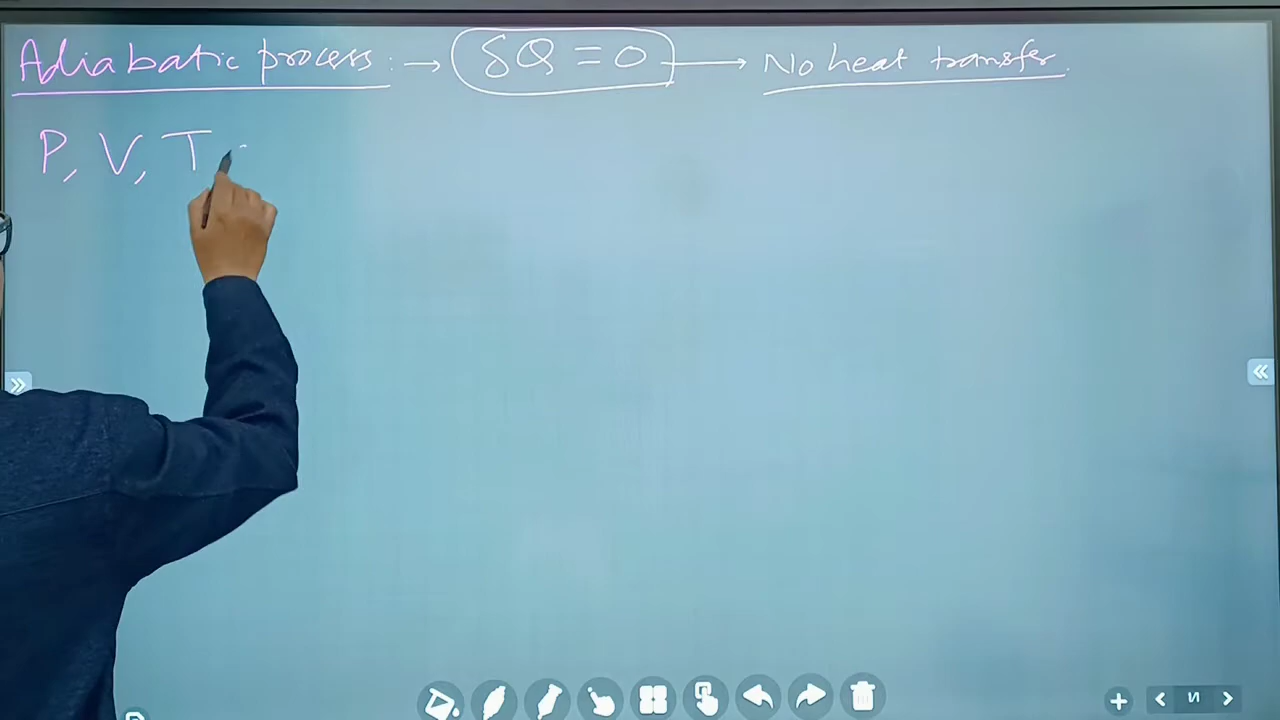 Adiabatic process :→ δQ = 0 → No heat transfer.
P, V, T